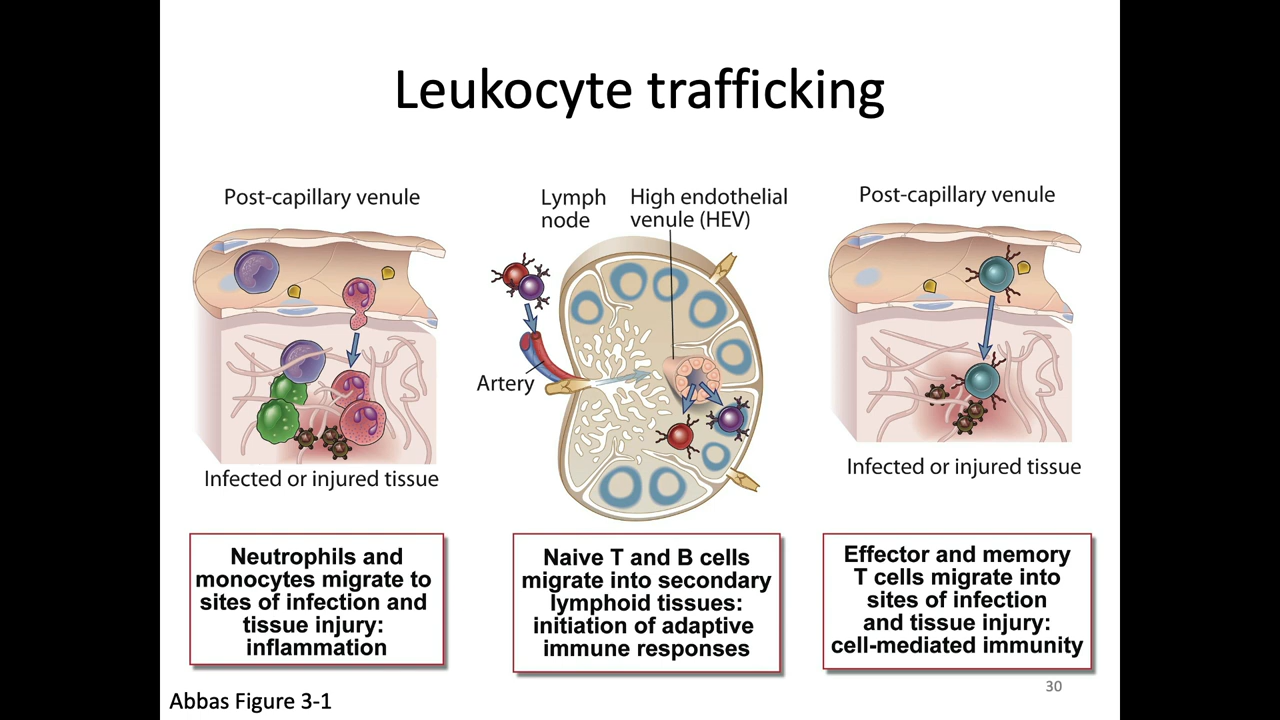 Leukocyte trafficking
Post-capillary venule
Infected or injured tissue
Neutrophils and
monocytes migrate to
sites of infection and
tissue injury:
inflammation
Lymph
node
High endothelial
venule (HEV)
Artery
Naive T and B cells
migrate into secondary
lymphoid tissues:
initiation of adaptive
immune responses
Post-capillary venule
Infected or injured tissue
Effector and memory
T cells migrate into
sites of infection
and tissue injury:
cell-mediated immunity
Abbas Figure 3-1
30